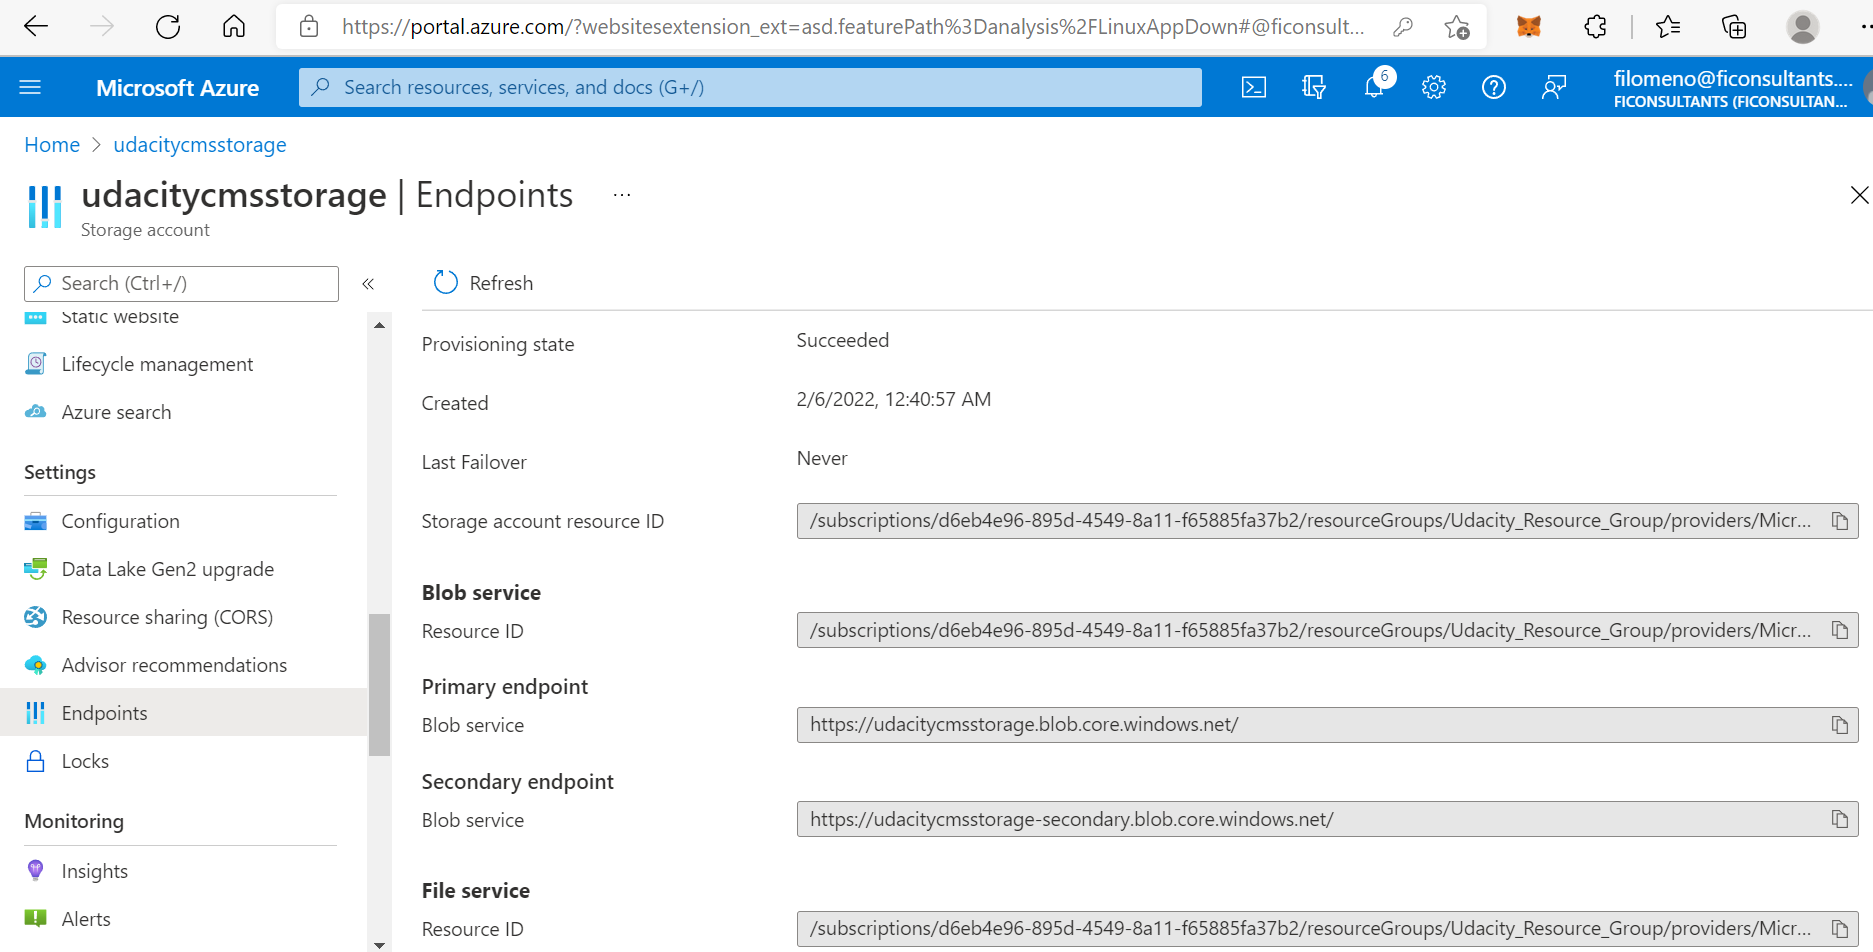 https://portal.azure.com/?websitesextension_ext=asd.featurePath%3Danalysis%2FLinuxAppDown#@ficonsult...
Microsoft Azure
Search resources, services, and docs (G+/)
6
filomeno@ficonsultants....
FICONSULTANTS (FICONSULTAN...
Home > udacitycmsstorage
udacitycmsstorage | Endpoints ...
Storage account
Search (Ctrl+/)
«
Static website
Lifecycle management
Azure search
Settings
Configuration
Data Lake Gen2 upgrade
Resource sharing (CORS)
Advisor recommendations
Endpoints
Locks
Monitoring
Insights
Alerts
Refresh
Provisioning state Succeeded
Created 2/6/2022, 12:40:57 AM
Last Failover Never
Storage account resource ID /subscriptions/d6eb4e96-895d-4549-8a11-f65885fa37b2/resourceGroups/Udacity_Resource_Group/providers/Micr...
Blob service
Resource ID /subscriptions/d6eb4e96-895d-4549-8a11-f65885fa37b2/resourceGroups/Udacity_Resource_Group/providers/Micr...
Primary endpoint
Blob service https://udacitycmsstorage.blob.core.windows.net/
Secondary endpoint
Blob service https://udacitycmsstorage-secondary.blob.core.windows.net/
File service
Resource ID /subscriptions/d6eb4e96-895d-4549-8a11-f65885fa37b2/resourceGroups/Udacity_Resource_Group/providers/Micr...